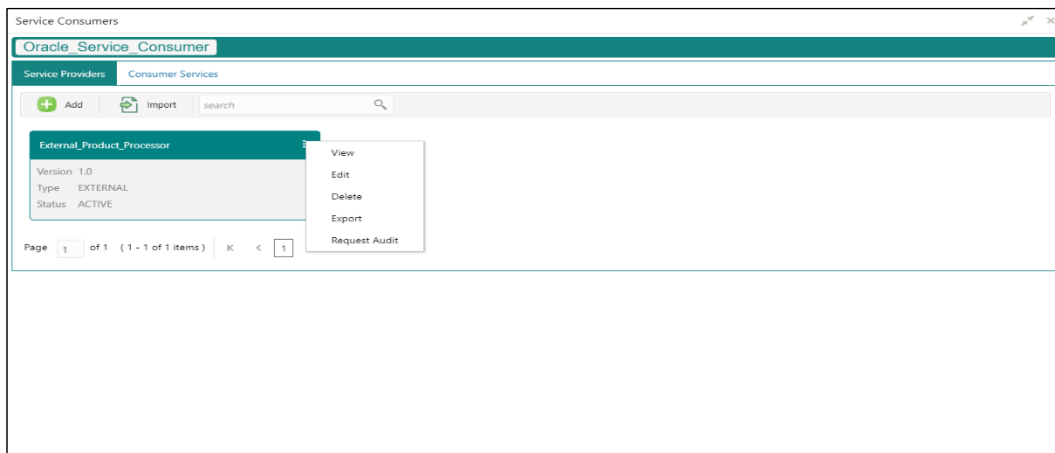 Service Consumers
Oracle_Service_Consumer
Service Providers Consumer Services
Add Import search
External_Product_Processor
Version 1.0
Type EXTERNAL
Status ACTIVE
View
Edit
Delete
Export
Request Audit
Page 1 of 1 ( 1 - 1 of 1 items ) K < 1